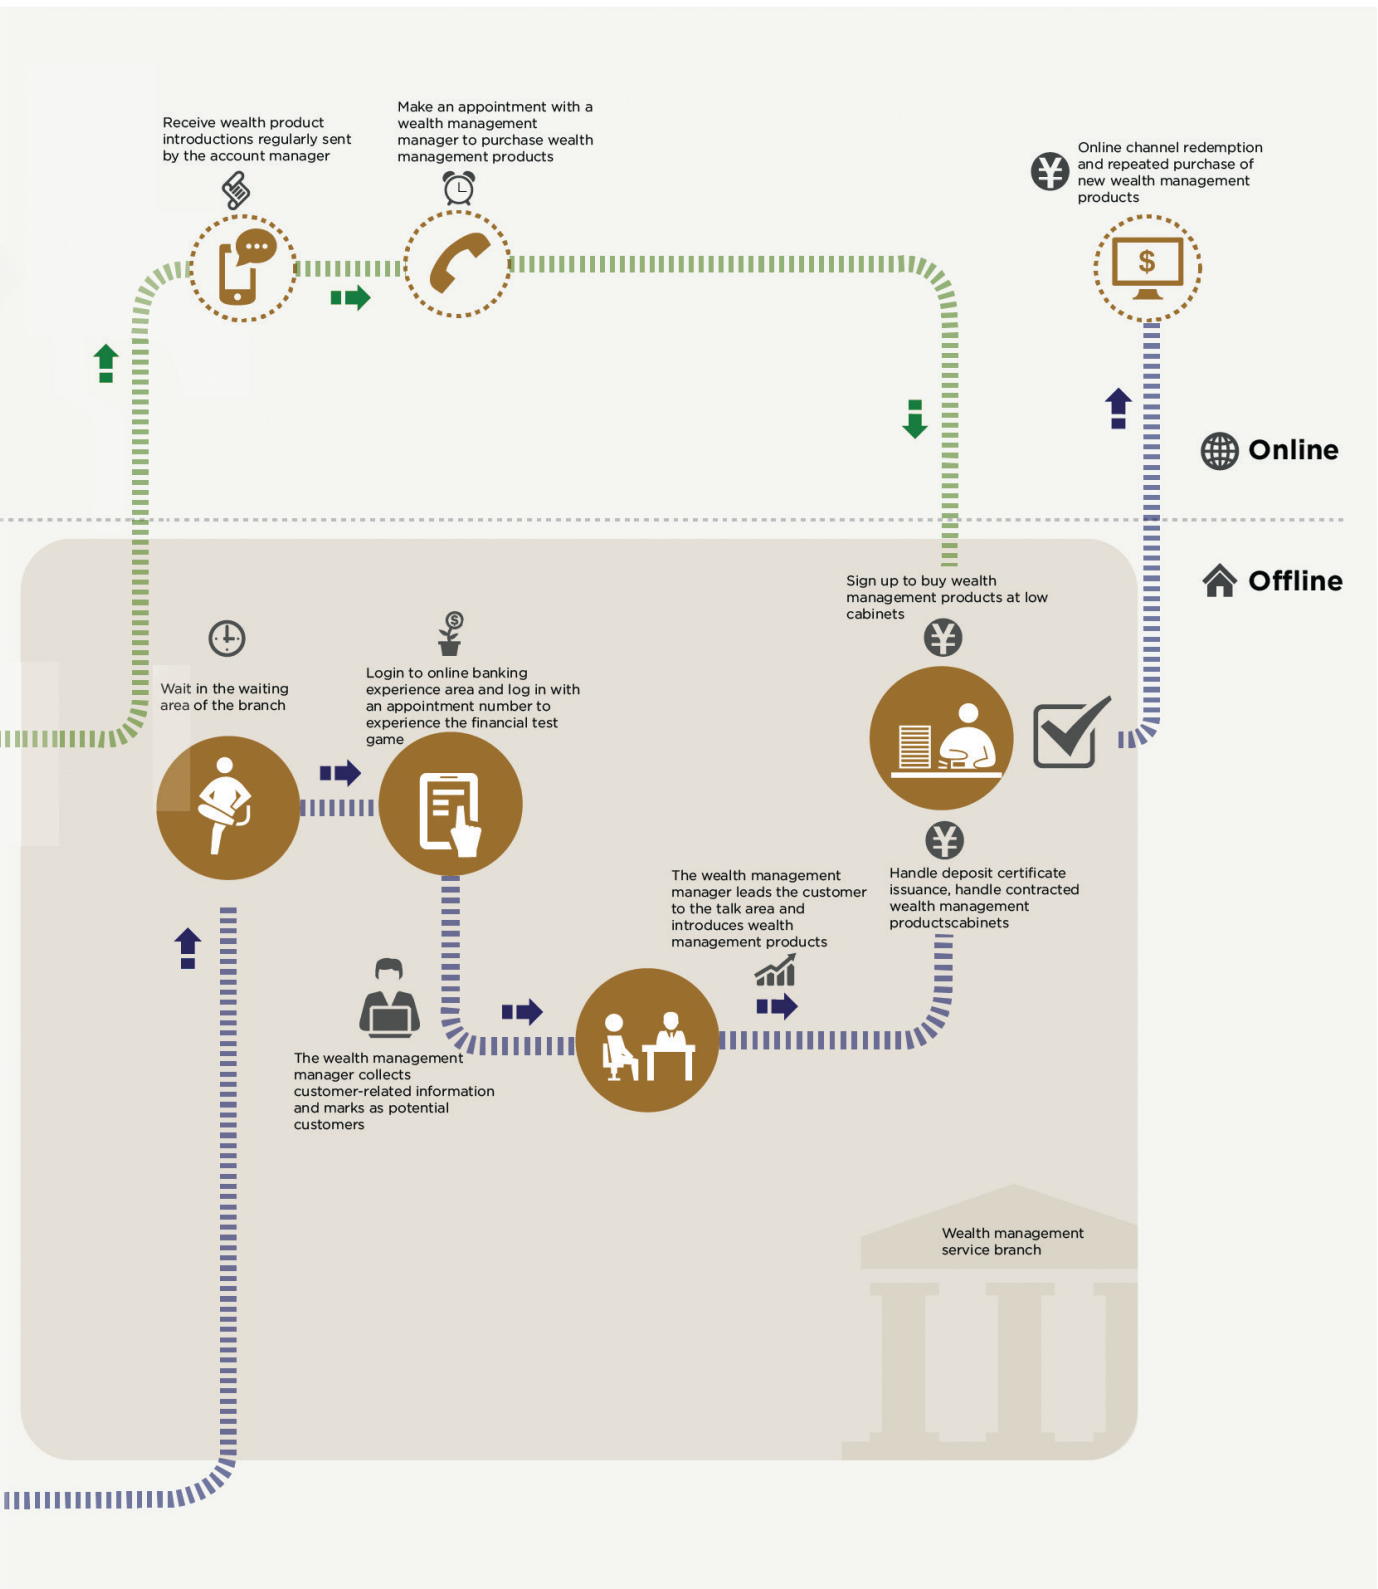 Receive wealth product
introductions regularly sent
by the account manager
Make an appointment with a
wealth management
manager to purchase wealth
management products
Online channel redemption
and repeated purchase of
new wealth management
products
¥
$
Online
Offline
Sign up to buy wealth
management products at low
cabinets
¥
Wait in the waiting
area of the branch
$
Login to online banking
experience area and log in with
an appointment number to
experience the financial test
game
¥
Handle deposit certificate
issuance, handle contracted
wealth management
productscabinets
The wealth management
manager leads the customer
to the talk area and
introduces wealth
management products
The wealth management
manager collects
customer-related information
and marks as potential
customers
Wealth management
service branch